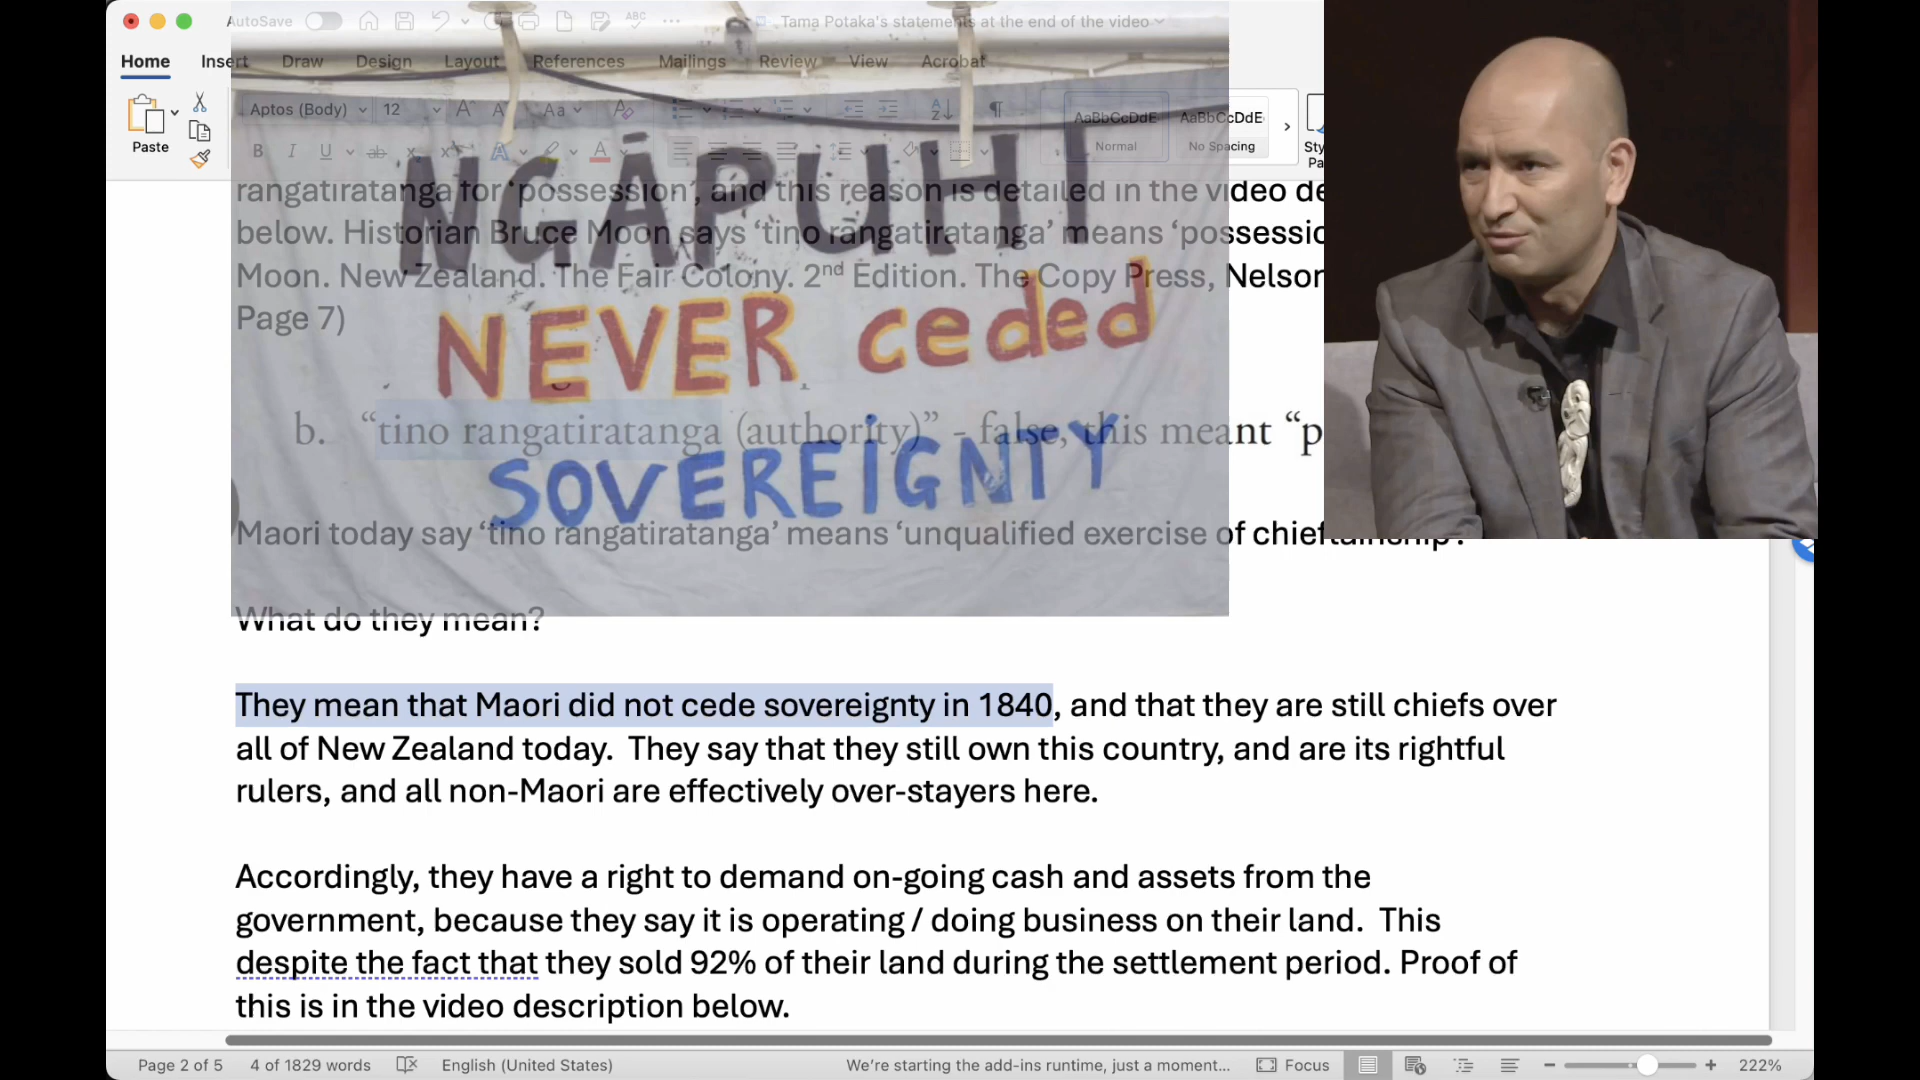 AutoSave
Tama Potaka's statements at the end of the video
Home Insert Draw Design Layout References Mailings Review View Acrobat
Paste
Aptos (Body) 12
AaBbCcDdE AaBbCcDdE
Normal No Spacing
NGĀPUHI
NEVER ceded
SOVEREIGNTY
rangatiratanga for ‘possession’, and this reason is detailed in the video de
below. Historian Bruce Moon says ‘tino rangatiratanga’ means ‘possessio
Moon. New Zealand. The Fair Colony. 2nd Edition. The Copy Press, Nelson
Page 7)
b. “tino rangatiratanga (authority)” - false, this meant “p
Maori today say ‘tino rangatiratanga’ means ‘unqualified exercise of chieftainship’.
What do they mean?
They mean that Maori did not cede sovereignty in 1840, and that they are still chiefs over
all of New Zealand today. They say that they still own this country, and are its rightful
rulers, and all non-Maori are effectively over-stayers here.
Accordingly, they have a right to demand on-going cash and assets from the
government, because they say it is operating / doing business on their land. This
despite the fact that they sold 92% of their land during the settlement period. Proof of
this is in the video description below.
Page 2 of 5 4 of 1829 words English (United States) We’re starting the add-ins runtime, just a moment... Focus 222%